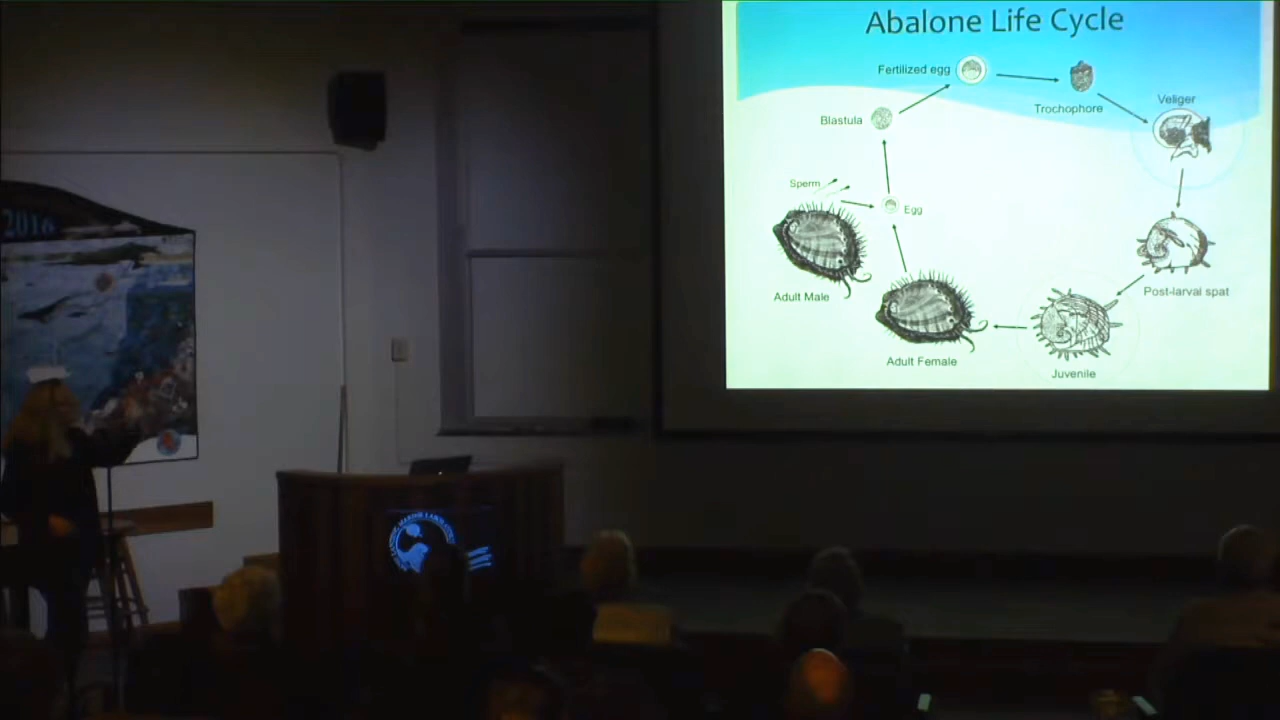 Abalone Life Cycle
Fertilized egg
Trochophore
Veliger
Blastula
Sperm
Egg
Adult Male
Post-larval spat
Adult Female
Juvenile
2016